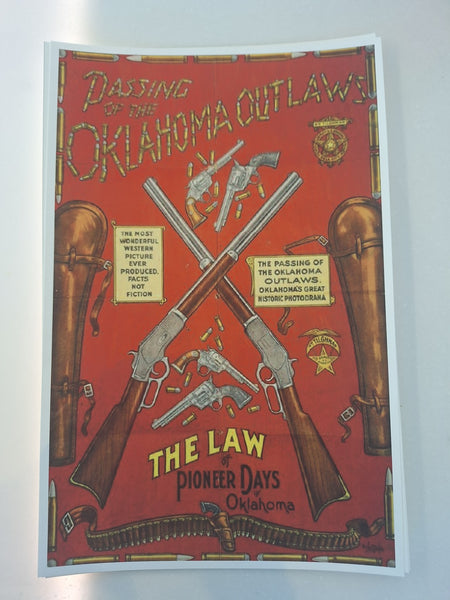 PASSING
OF THE
OKLAHOMA OUTLAWS
THE MOST
WONDERFUL
WESTERN
PICTURE
EVER
PRODUCED.
FACTS
NOT
FICTION
THE PASSING OF
THE OKLAHOMA
OUTLAWS.
OKLAHOMA'S GREAT
HISTORIC PHOTODRAMA
THE LAW
of
PIONEER DAYS
in
Oklahoma